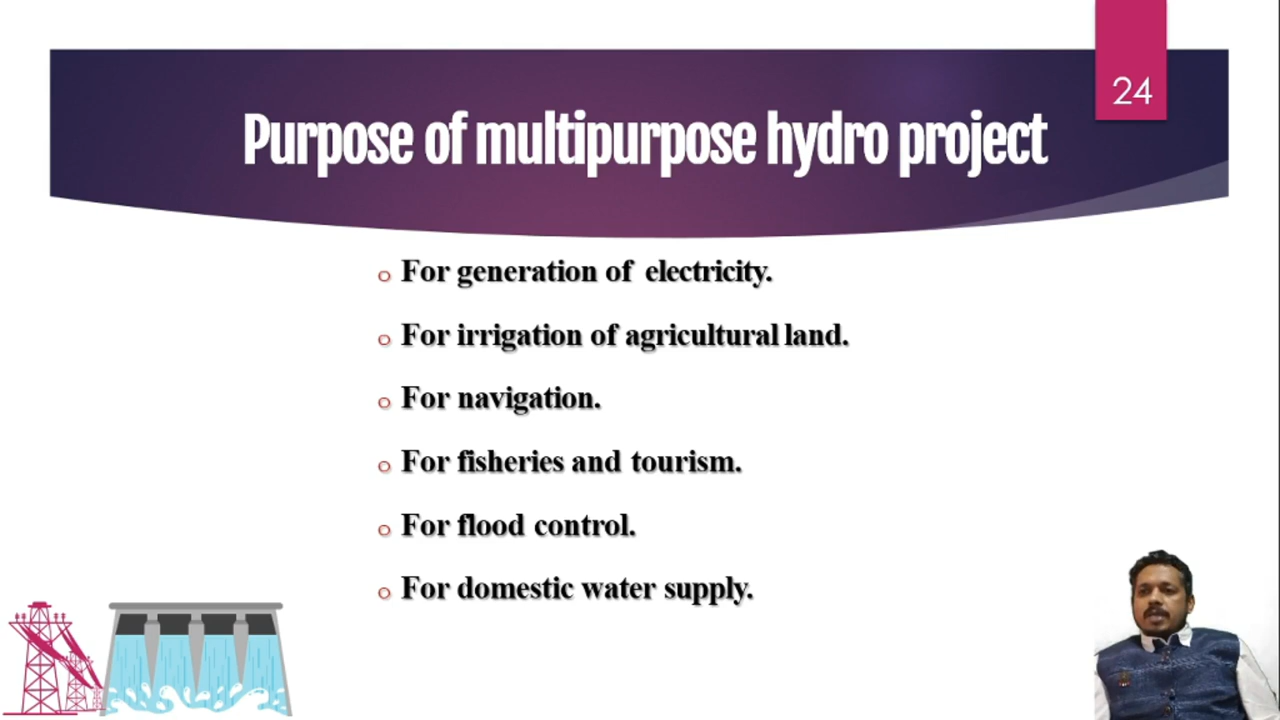 24
Purpose of multipurpose hydro project
o For generation of electricity.
o For irrigation of agricultural land.
o For navigation.
o For fisheries and tourism.
o For flood control.
o For domestic water supply.